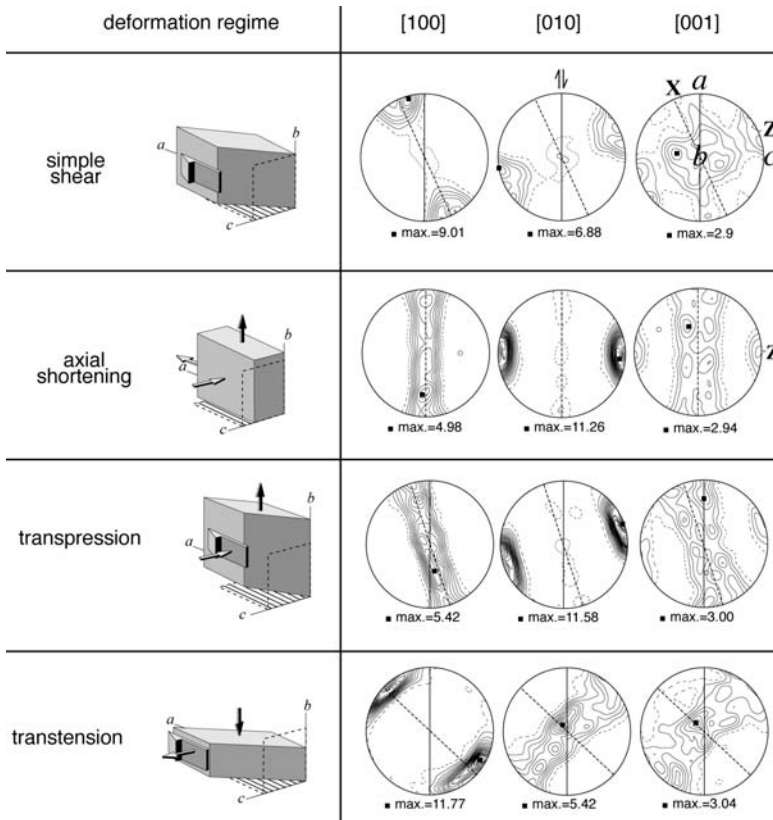 deformation regime [100] [010] [001]
simple
shear
a
b
c
X a
Z
b c
■ max.=9.01 ■ max.=6.88 ■ max.=2.9
axial
shortening
a
b
c
Z
■ max.=4.98 ■ max.=11.26 ■ max.=2.94
transpression
a
b
c
■ max.=5.42 ■ max.=11.58 ■ max.=3.00
transtension
a
b
c
■ max.=11.77 ■ max.=5.42 ■ max.=3.04